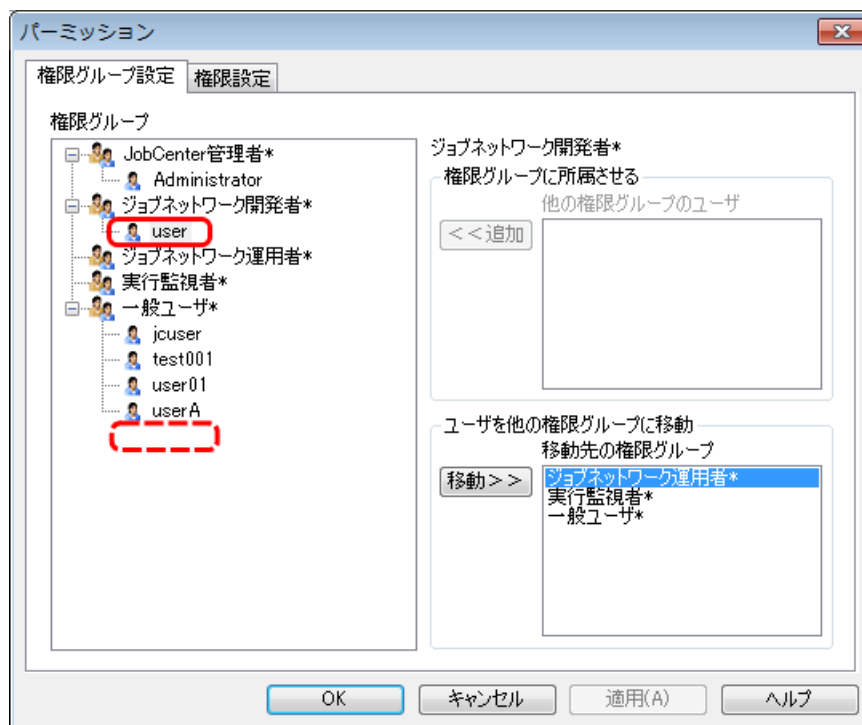 パーミッション
権限グループ設定 権限設定
権限グループ
JobCenter管理者*
Administrator
ジョブネットワーク開発者*
user
ジョブネットワーク運用者*
実行監視者*
一般ユーザ*
jcuser
test001
user01
userA
ジョブネットワーク開発者*
権限グループに所属させる
他の権限グループのユーザ
<<追加
ユーザを他の権限グループに移動
移動先の権限グループ
移動>>
ジョブネットワーク運用者*
実行監視者*
一般ユーザ*
OK キャンセル 適用(A) ヘルプ